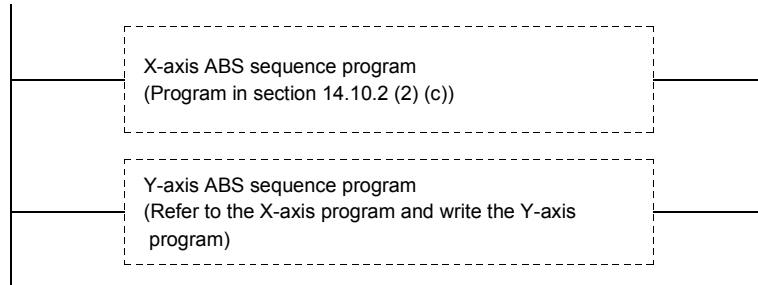 X-axis ABS sequence program
(Program in section 14.10.2 (2) (c))
Y-axis ABS sequence program
(Refer to the X-axis program and write the Y-axis
program)